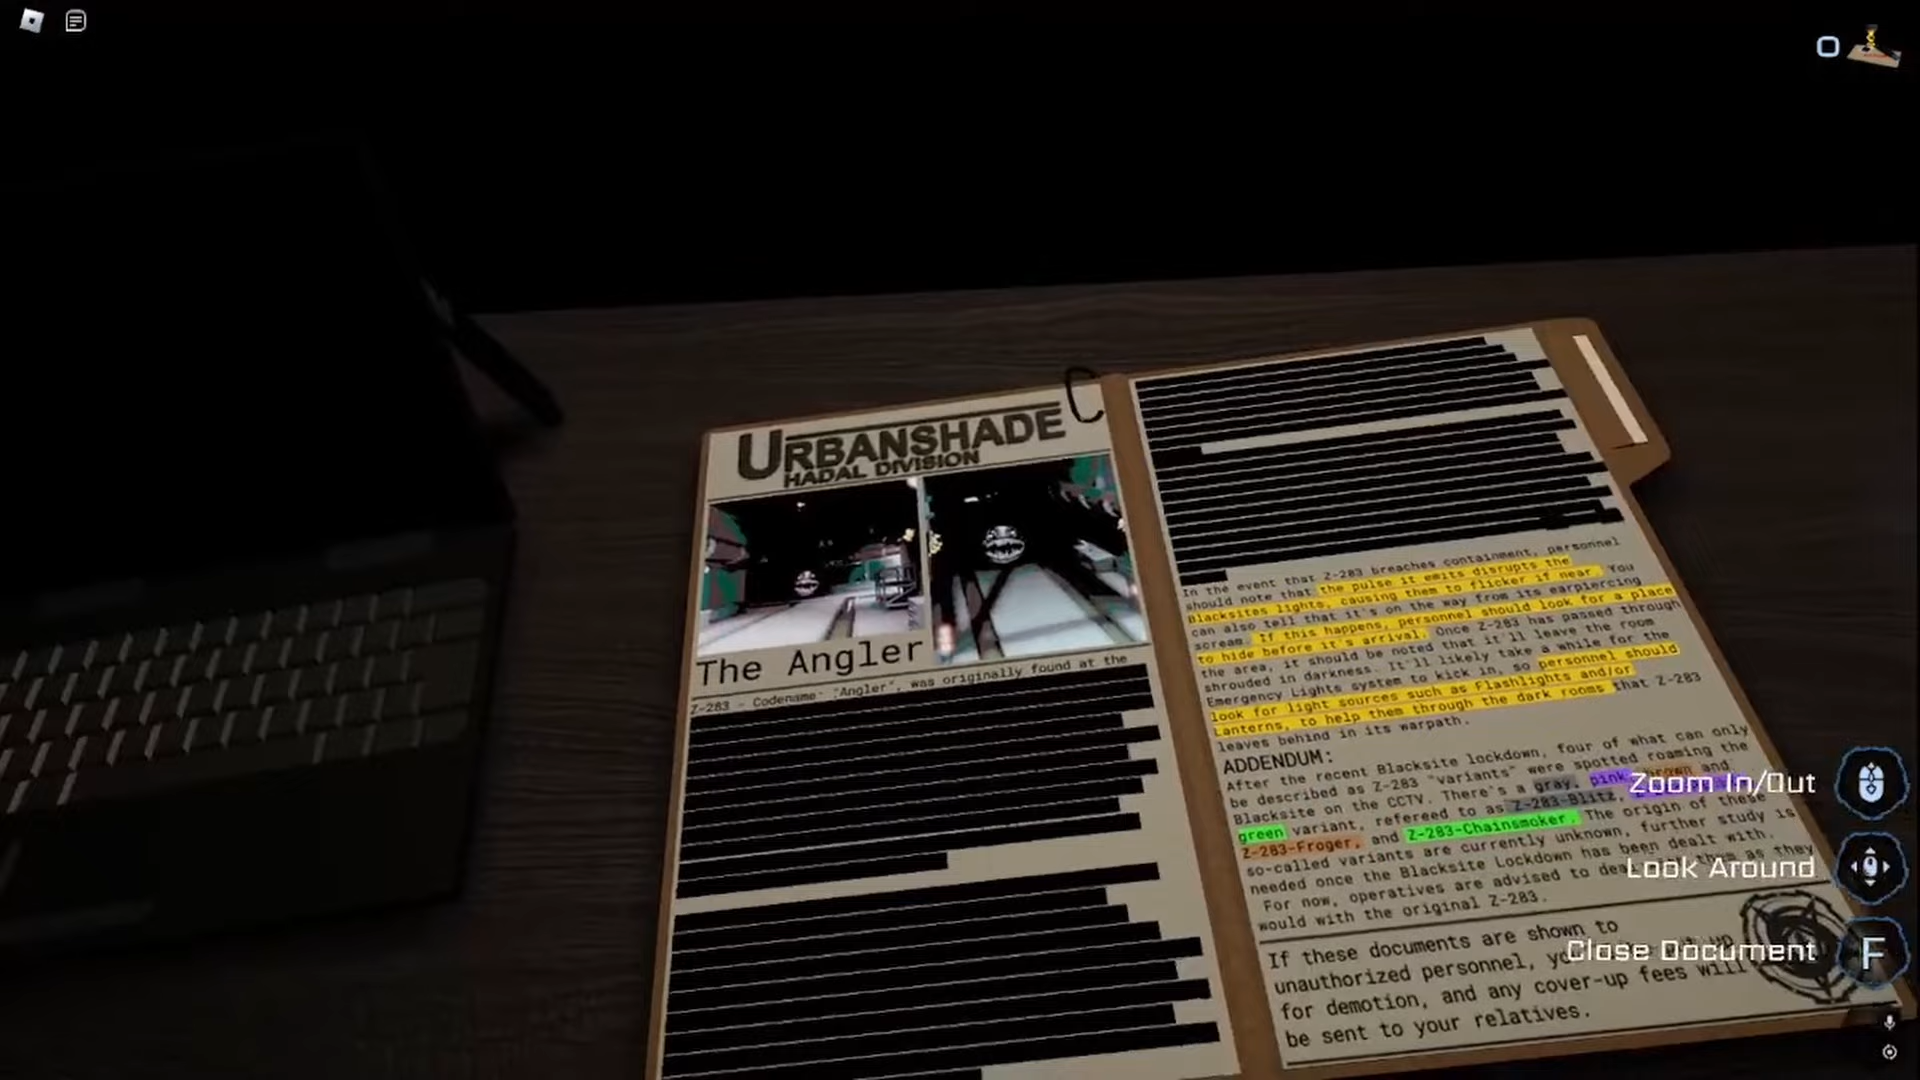 URBANSHADE
HADAL DIVISION
The Angler
Z-283 - Codename: "Angler", was originally found at the
In the event that Z-283 breaches containment, personnel
should note that the pulse it emits disrupts the
Blacksites lights, causing them to flicker if near. You
can also tell that it's on the way from its earpiercing
scream. If this happens, personnel should look for a place
to hide before it's arrival. Once Z-283 has passed through
the area, it should be noted that it'll leave the room
shrouded in darkness. It'll likely take a while for the
Emergency Lights system to kick in, so personnel should
look for light sources such as Flashlights and/or
Lanterns, to help them through the dark rooms that Z-283
leaves behind in its warpath.
ADDENDUM:
After the recent Blacksite lockdown, four of what can only
be described as Z-283 "variants" were spotted roaming the
Blacksite on the CCTV. There's a gray, pink, brown and
green variant, refereed to as Z-283-Blitz,
Z-283-Froger, and Z-283-Chainsmoker. The origin of these
so-called variants are currently unknown, further study is
needed once the Blacksite Lockdown has been dealt with.
For now, operatives are advised to deal them as they
would with the original Z-283.
If these documents are shown to
unauthorized personnel,
for demotion, and any cover-up fees will
be sent to your relatives.
Zoom In/Out
Look Around
Close Document
F